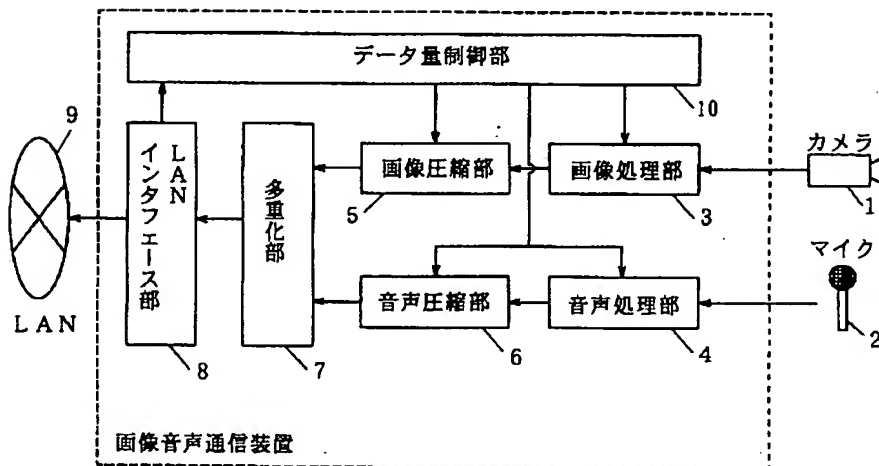 データ量制御部
10
9
LAN
インタフェース部
多重化部
画像圧縮部
画像処理部
カメラ
5
3
1
マイク
音声圧縮部
音声処理部
LAN
8
7
6
4
2
画像音声通信装置